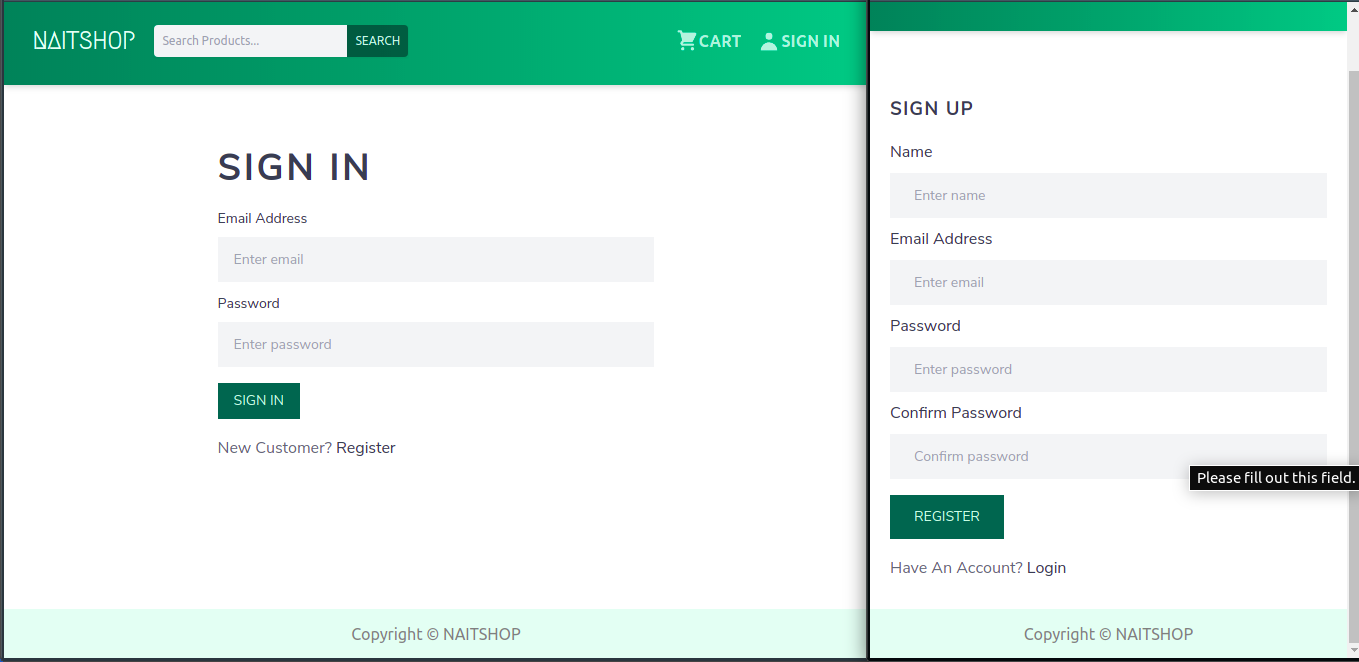 NAITSHOP
Search Products...
SEARCH
CART
SIGN IN
SIGN IN
Email Address
Enter email
Password
Enter password
SIGN IN
New Customer? Register
Copyright © NAITSHOP
SIGN UP
Name
Enter name
Email Address
Enter email
Password
Enter password
Confirm Password
Confirm password
Please fill out this field.
REGISTER
Have An Account? Login
Copyright © NAITSHOP